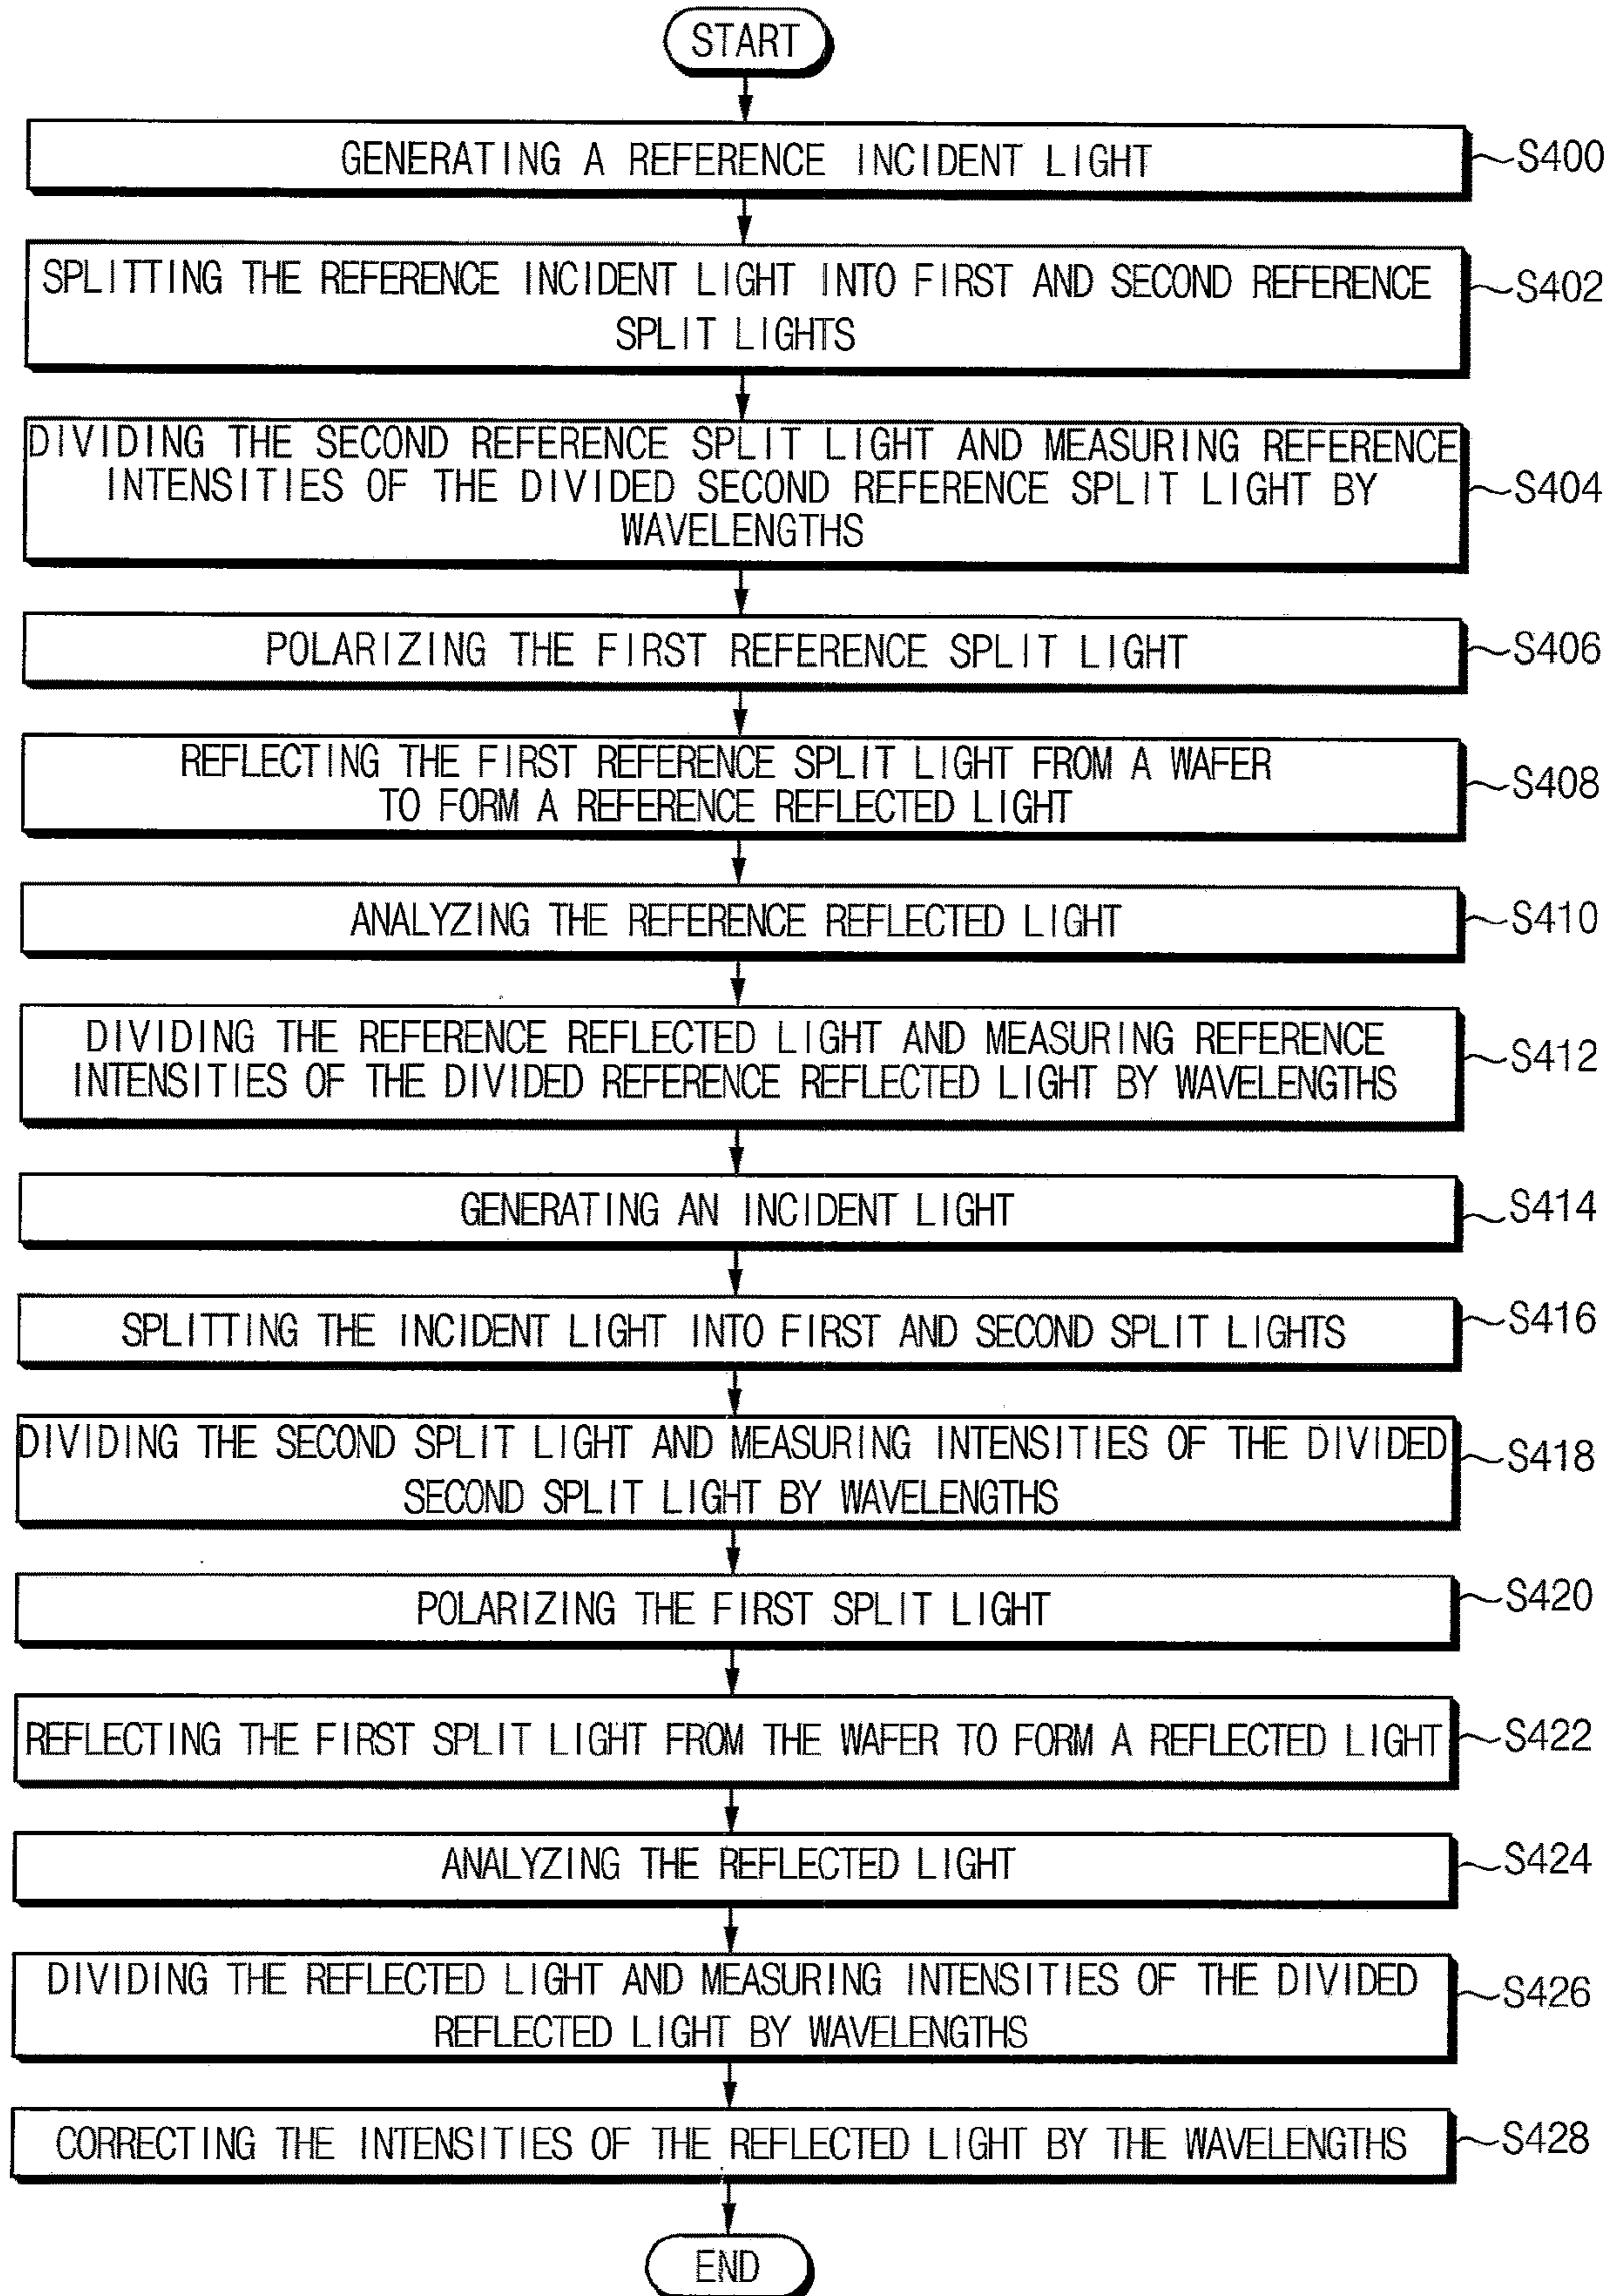 START
GENERATING A REFERENCE INCIDENT LIGHT
S400
SPLITTING THE REFERENCE INCIDENT LIGHT INTO FIRST AND SECOND REFERENCE
SPLIT LIGHTS
S402
DIVIDING THE SECOND REFERENCE SPLIT LIGHT AND MEASURING REFERENCE
INTENSITIES OF THE DIVIDED SECOND REFERENCE SPLIT LIGHT BY
WAVELENGTHS
S404
POLARIZING THE FIRST REFERENCE SPLIT LIGHT
S406
REFLECTING THE FIRST REFERENCE SPLIT LIGHT FROM A WAFER
TO FORM A REFERENCE REFLECTED LIGHT
S408
ANALYZING THE REFERENCE REFLECTED LIGHT
S410
DIVIDING THE REFERENCE REFLECTED LIGHT AND MEASURING REFERENCE
INTENSITIES OF THE DIVIDED REFERENCE REFLECTED LIGHT BY WAVELENGTHS
S412
GENERATING AN INCIDENT LIGHT
S414
SPLITTING THE INCIDENT LIGHT INTO FIRST AND SECOND SPLIT LIGHTS
S416
DIVIDING THE SECOND SPLIT LIGHT AND MEASURING INTENSITIES OF THE DIVIDED
SECOND SPLIT LIGHT BY WAVELENGTHS
S418
POLARIZING THE FIRST SPLIT LIGHT
S420
REFLECTING THE FIRST SPLIT LIGHT FROM THE WAFER TO FORM A REFLECTED LIGHT
S422
ANALYZING THE REFLECTED LIGHT
S424
DIVIDING THE REFLECTED LIGHT AND MEASURING INTENSITIES OF THE DIVIDED
REFLECTED LIGHT BY WAVELENGTHS
S426
CORRECTING THE INTENSITIES OF THE REFLECTED LIGHT BY THE WAVELENGTHS
S428
END